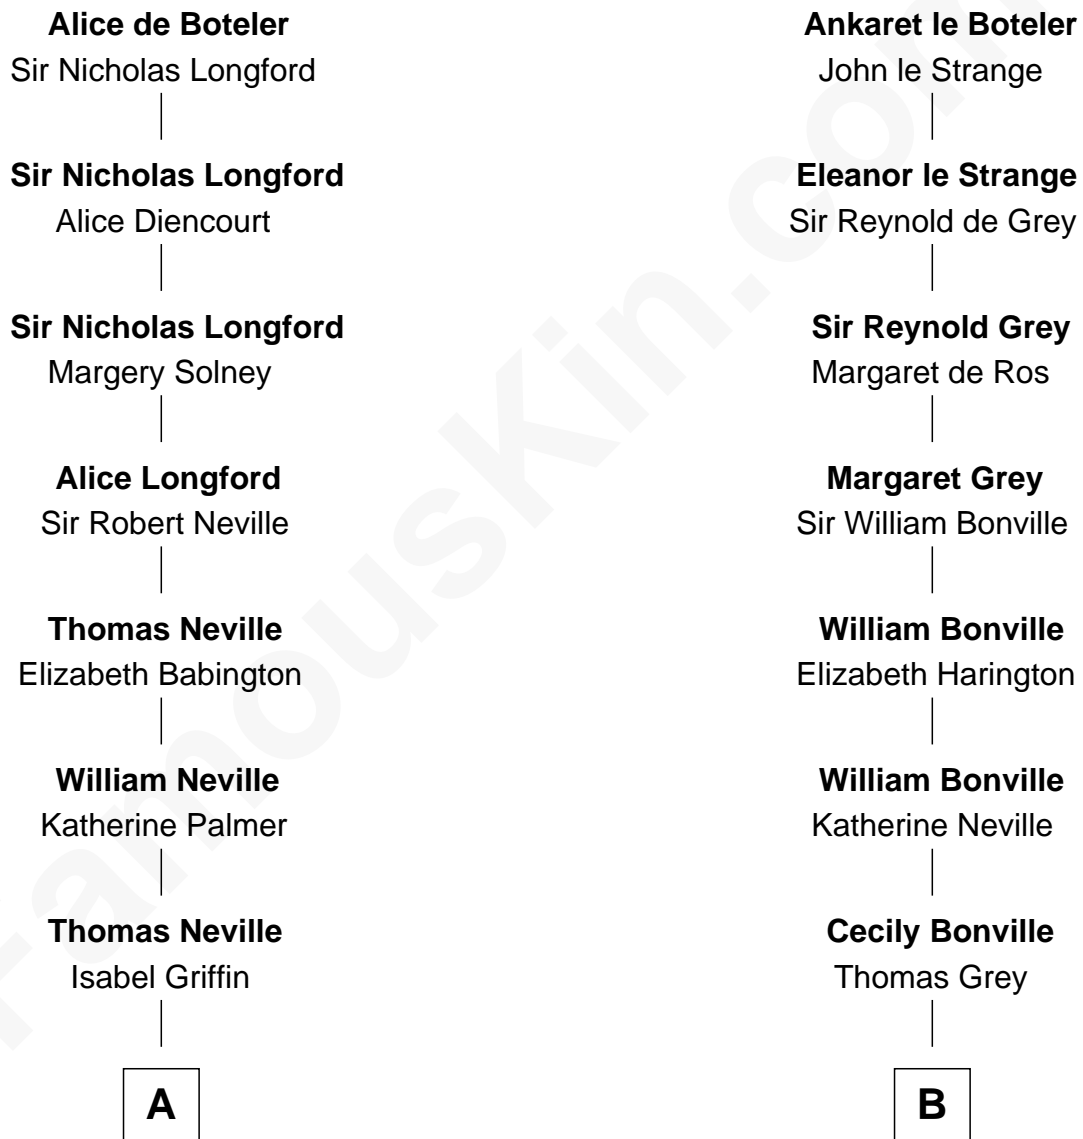 Alice de Boteler
Sir Nicholas Longford
Sir Nicholas Longford
Alice Diencourt
Sir Nicholas Longford
Margery Solney
Alice Longford
Sir Robert Neville
Thomas Neville
Elizabeth Babington
William Neville
Katherine Palmer
Thomas Neville
Isabel Griffin
A
Ankaret le Boteler
John le Strange
Eleanor le Strange
Sir Reynold de Grey
Sir Reynold Grey
Margaret de Ros
Margaret Grey
Sir William Bonville
William Bonville
Elizabeth Harington
William Bonville
Katherine Neville
Cecily Bonville
Thomas Grey
B
FamousKin.com